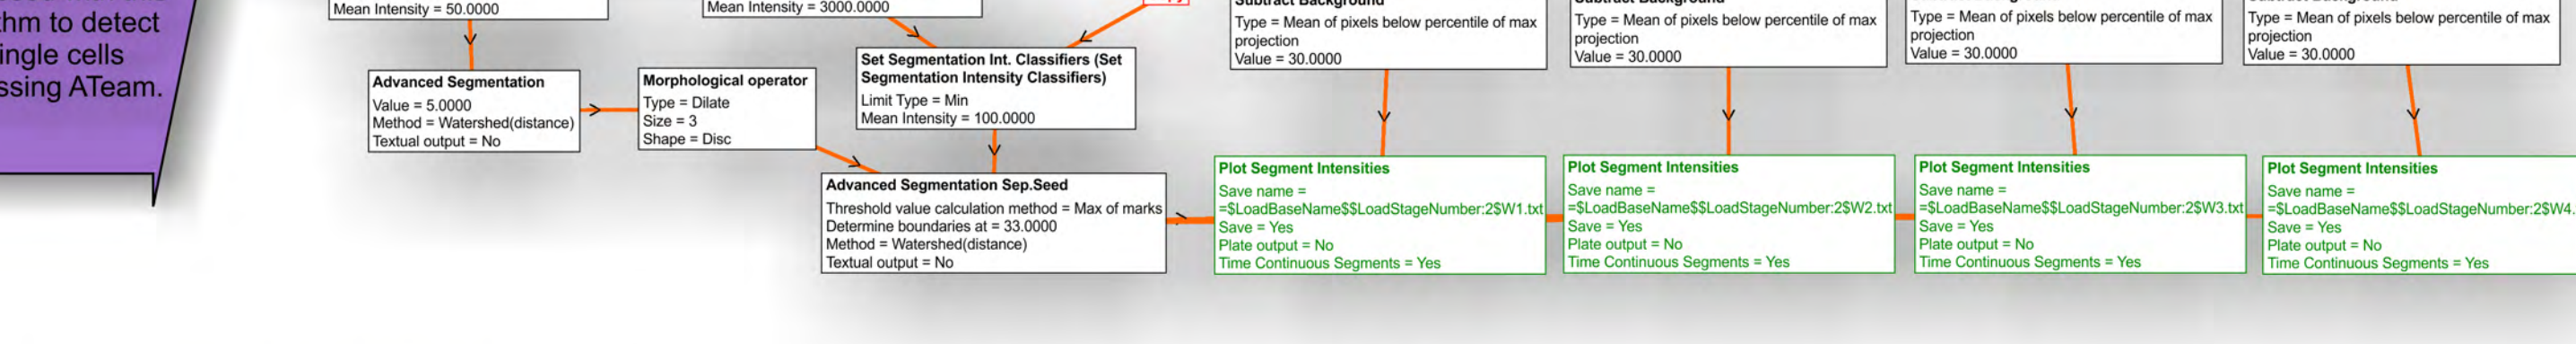 thm to detect
ingle cells
ssing ATeam.
Mean Intensity = 50.0000
Mean Intensity = 3000.0000
Advanced Segmentation
Value = 5.0000
Method = Watershed(distance)
Textual output = No
Morphological operator
Type = Dilate
Size = 3
Shape = Disc
Set Segmentation Int. Classifiers (Set
Segmentation Intensity Classifiers)
Limit Type = Min
Mean Intensity = 100.0000
Advanced Segmentation Sep.Seed
Threshold value calculation method = Max of marks
Determine boundaries at = 33.0000
Method = Watershed(distance)
Textual output = No
Subtract Background
Type = Mean of pixels below percentile of max
projection
Value = 30.0000
Subtract Background
Type = Mean of pixels below percentile of max
projection
Value = 30.0000
Type = Mean of pixels below percentile of max
projection
Value = 30.0000
Type = Mean of pixels below percentile of max
projection
Value = 30.0000
Plot Segment Intensities
Save name =
=$LoadBaseName$$LoadStageNumber:2$W1.txt
Save = Yes
Plate output = No
Time Continuous Segments = Yes
Plot Segment Intensities
Save name =
=$LoadBaseName$$LoadStageNumber:2$W2.txt
Save = Yes
Plate output = No
Time Continuous Segments = Yes
Plot Segment Intensities
Save name =
=$LoadBaseName$$LoadStageNumber:2$W3.txt
Save = Yes
Plate output = No
Time Continuous Segments = Yes
Plot Segment Intensities
Save name =
=$LoadBaseName$$LoadStageNumber:2$W4.
Save = Yes
Plate output = No
Time Continuous Segments = Yes